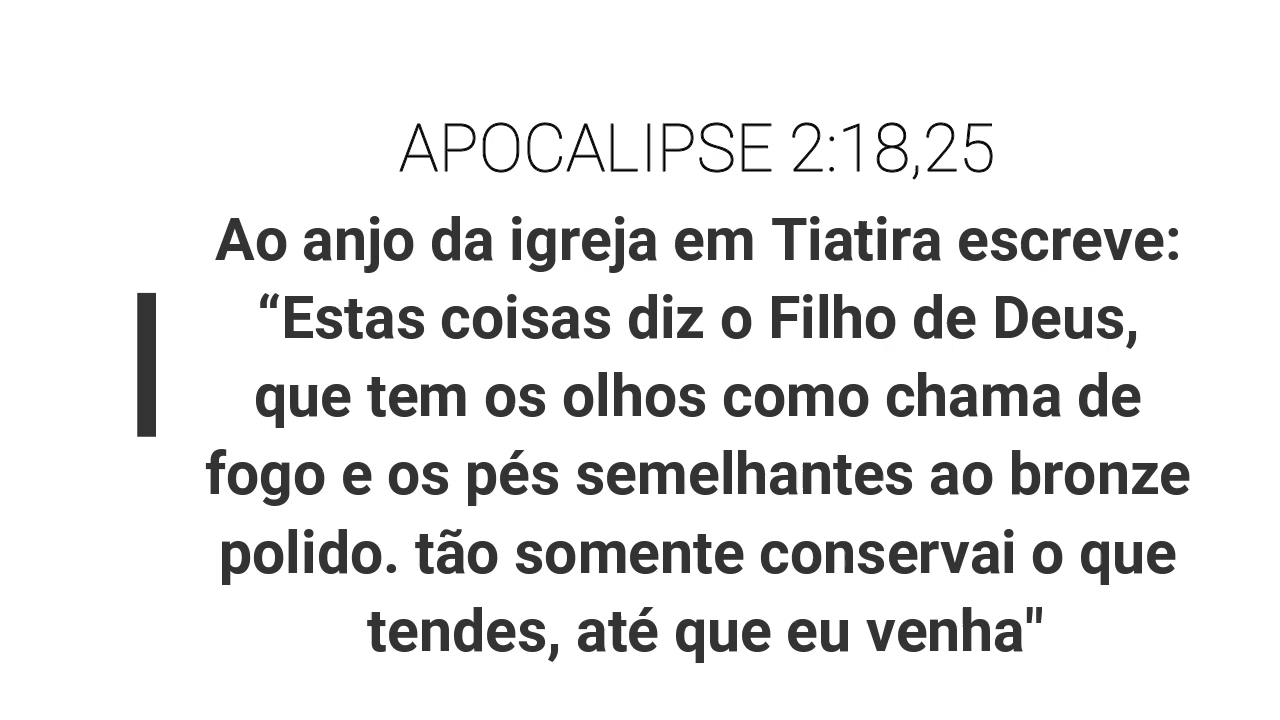 APOCALIPSE 2:18,25
Ao anjo da igreja em Tiatira escreve:
“Estas coisas diz o Filho de Deus,
que tem os olhos como chama de
fogo e os pés semelhantes ao bronze
polido. tão somente conservai o que
tendes, até que eu venha"